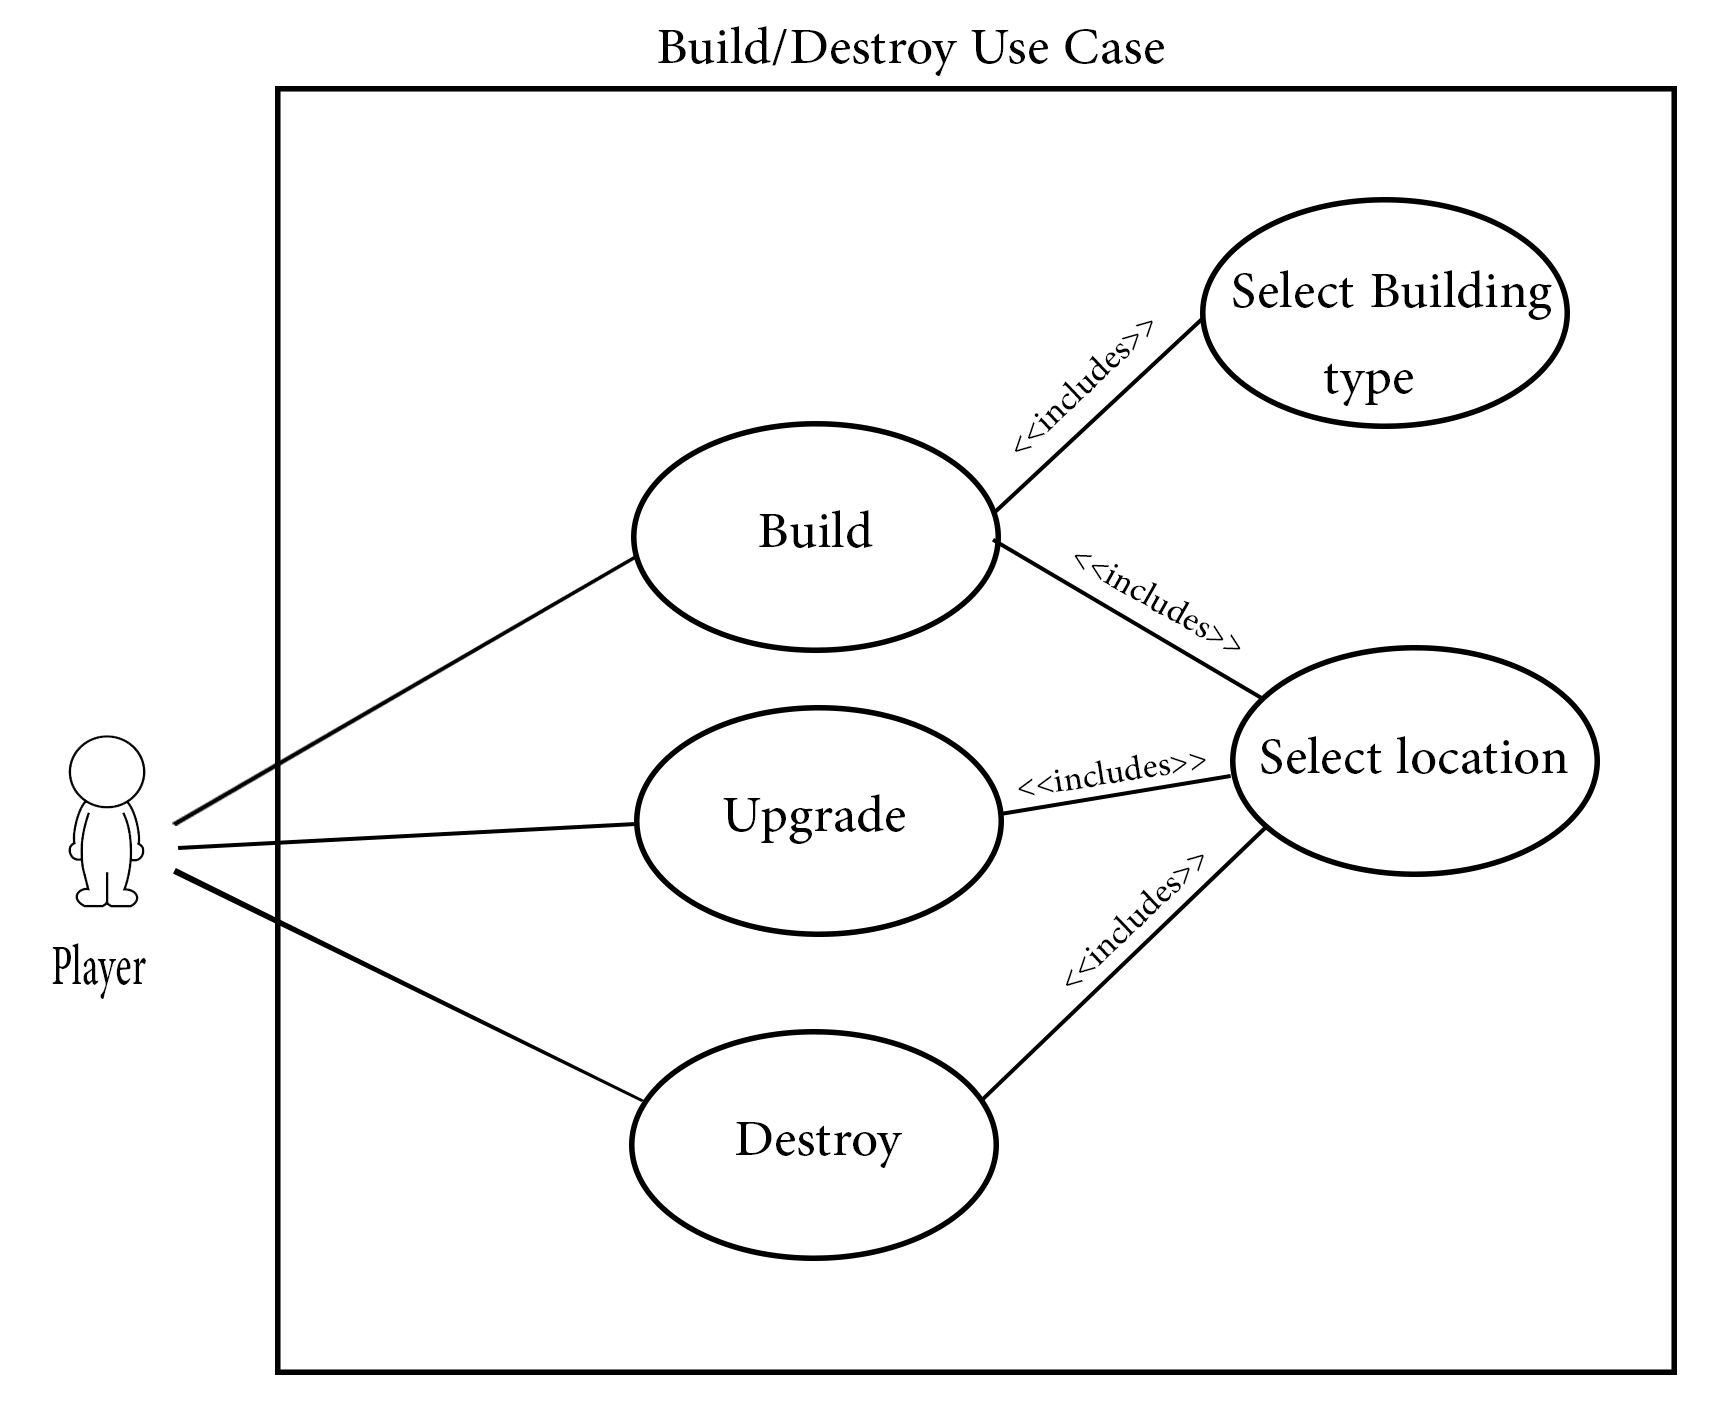 Build/Destroy Use Case
Select Building
type
<<includes>>
Build
<<includes>>
Select location
<<includes>>
Upgrade
<<includes>>
Player
Destroy